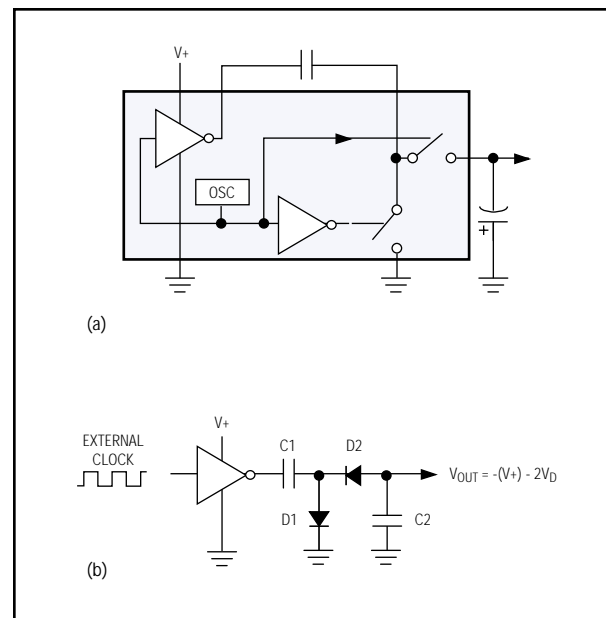 V+
OSC
+
(a)
V+
EXTERNAL
CLOCK
C1
D2
VOUT = -(V+) - 2VD
D1
C2
(b)